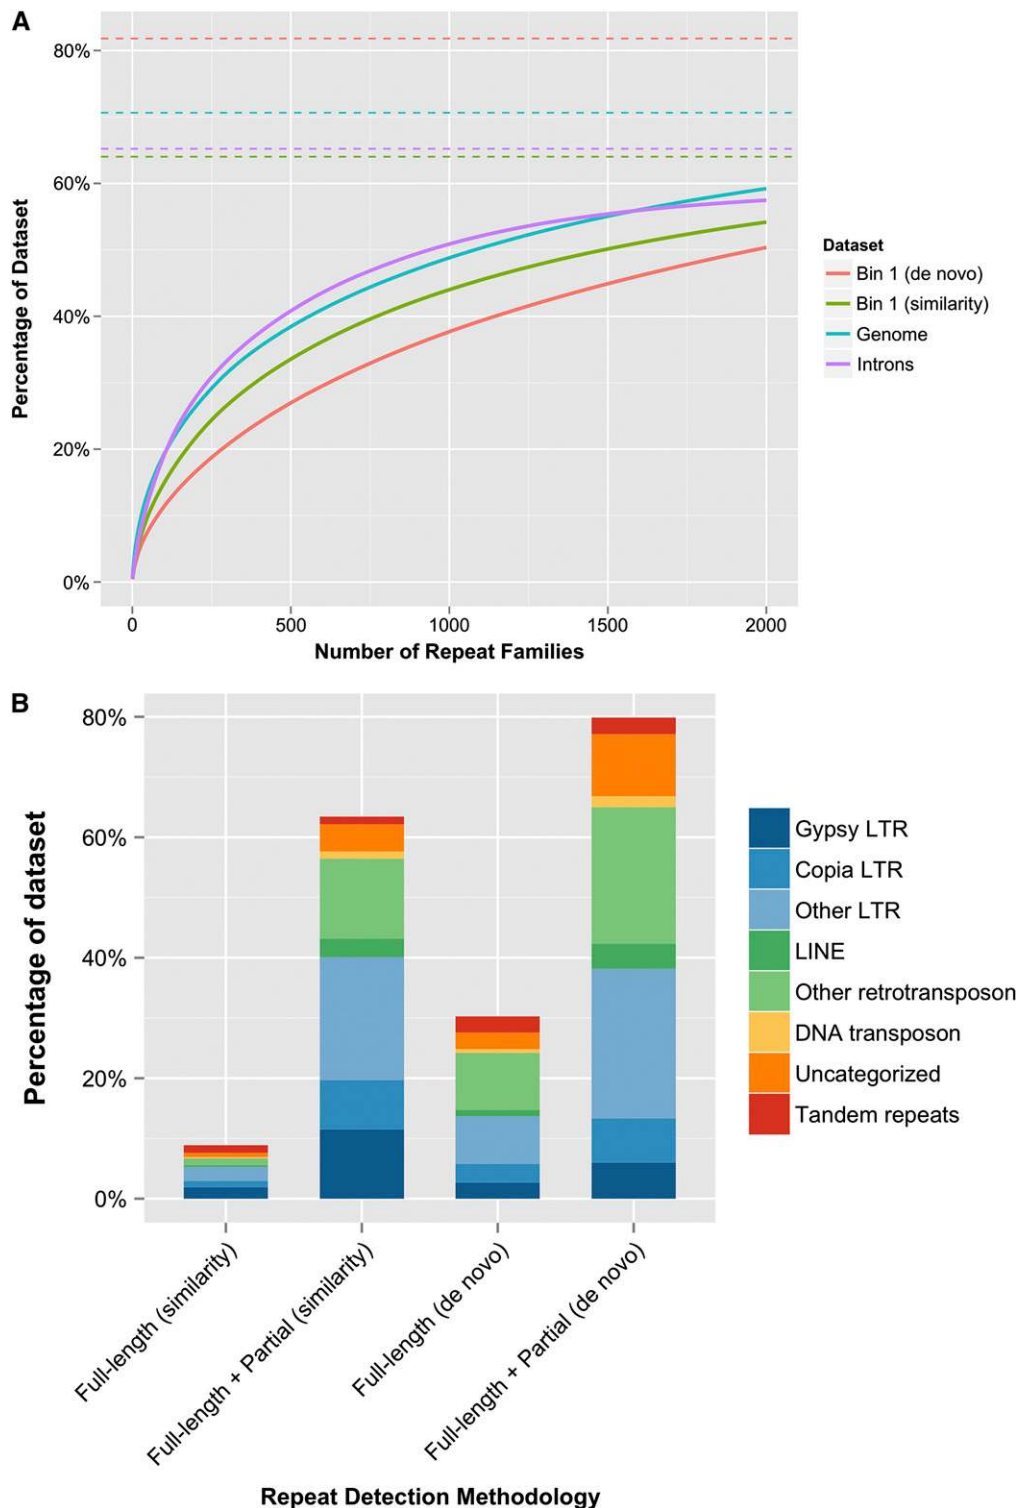 A
80%
60%
40%
20%
0%
Percentage of Dataset
0 500 1000 1500 2000
Number of Repeat Families
Dataset
Bin 1 (de novo)
Bin 1 (similarity)
Genome
Introns
B
80%
60%
40%
20%
0%
Percentage of dataset
Full-length (similarity)
Full-length + Partial (similarity)
Full-length (de novo)
Full-length + Partial (de novo)
Repeat Detection Methodology
Gypsy LTR
Copia LTR
Other LTR
LINE
Other retrotransposon
DNA transposon
Uncategorized
Tandem repeats